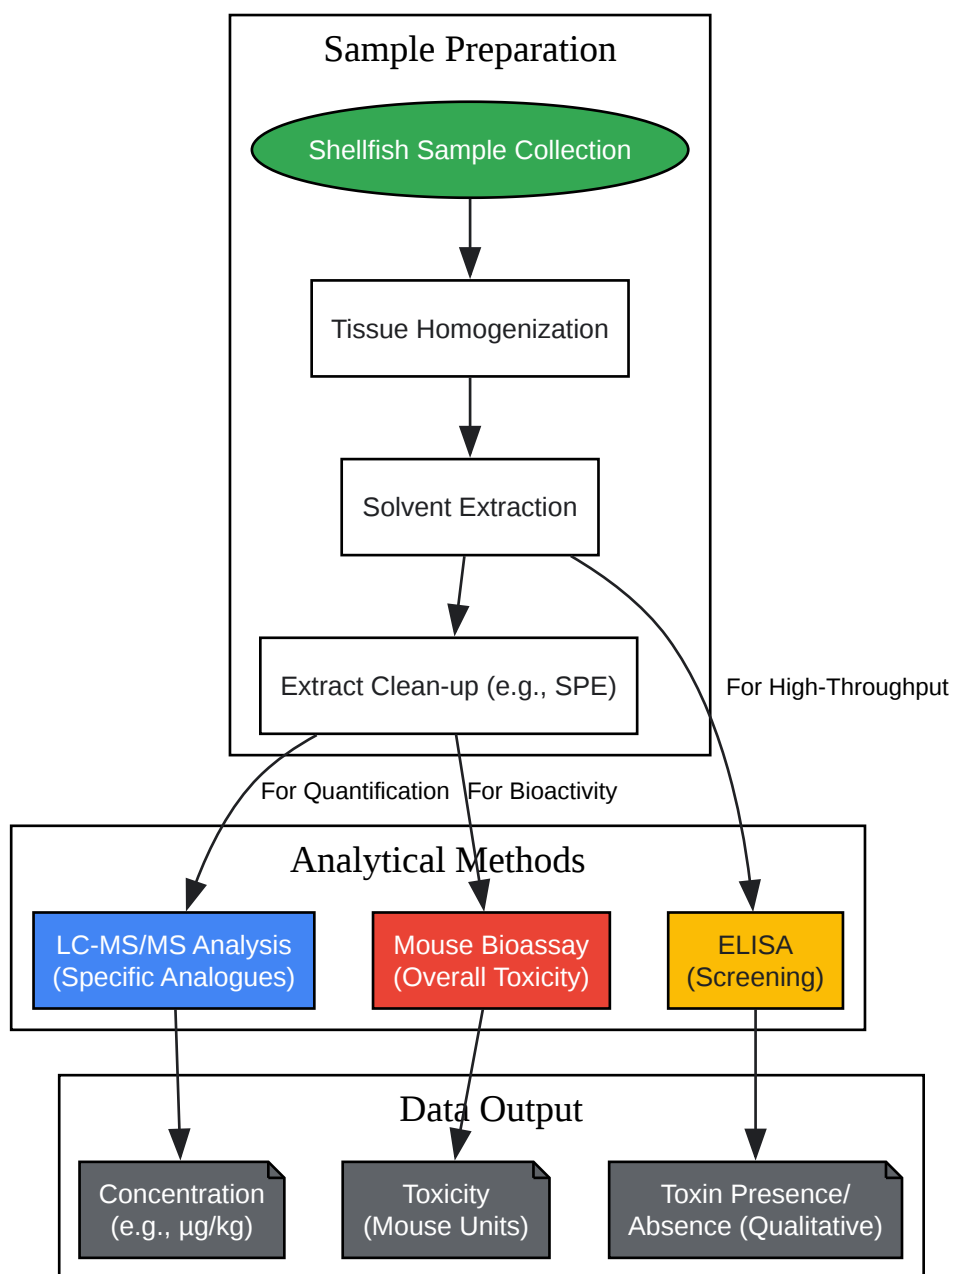 Sample Preparation
Shellfish Sample Collection
Tissue Homogenization
Solvent Extraction
Extract Clean-up (e.g., SPE)
For High-Throughput
For Quantification
For Bioactivity
Analytical Methods
LC-MS/MS Analysis
(Specific Analogues)
Mouse Bioassay
(Overall Toxicity)
ELISA
(Screening)
Data Output
Concentration
(e.g., µg/kg)
Toxicity
(Mouse Units)
Toxin Presence/
Absence (Qualitative)